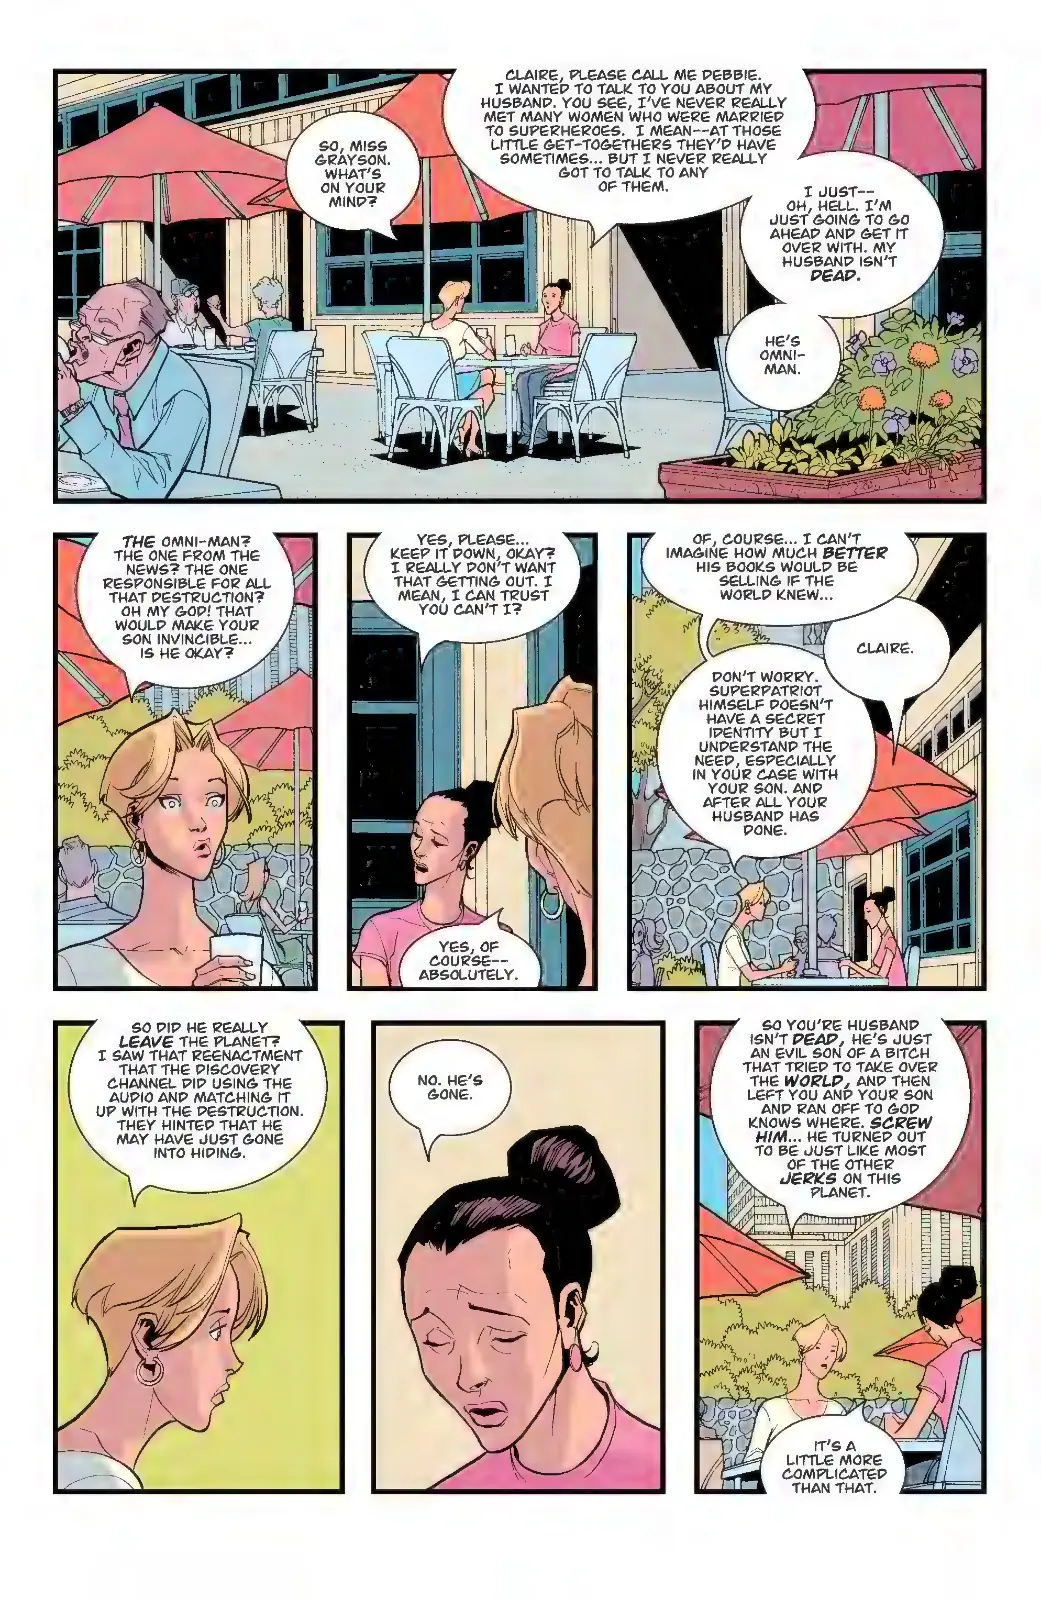 SO, MISS
GRAYSON.
WHAT'S
ON YOUR
MIND?
CLAIRE, PLEASE CALL ME DEBBIE.
I WANTED TO TALK TO YOU ABOUT MY
HUSBAND. YOU SEE, I'VE NEVER REALLY
MET MANY WOMEN WHO WERE MARRIED
TO SUPERHEROES. I MEAN--AT THOSE
LITTLE GET-TOGETHERS THEY'D HAVE
SOMETIMES... BUT I NEVER REALLY
GOT TO TALK TO ANY
OF THEM.
I JUST--
OH, HELL. I'M
JUST GOING TO GO
AHEAD AND GET IT
OVER WITH. MY
HUSBAND ISN'T
DEAD.
HE'S
OMNI-
MAN.
THE OMNI-MAN?
THE ONE FROM THE
NEWS? THE ONE
RESPONSIBLE FOR ALL
THAT DESTRUCTION?
OH MY GOD! THAT
WOULD MAKE YOUR
SON INVINCIBLE...
IS HE OKAY?
YES, PLEASE...
KEEP IT DOWN, OKAY?
I REALLY DON'T WANT
THAT GETTING OUT. I
MEAN, I CAN TRUST
YOU CAN'T I?
YES, OF
COURSE--
ABSOLUTELY.
OF, COURSE... I CAN'T
IMAGINE HOW MUCH BETTER
HIS BOOKS WOULD BE
SELLING IF THE
WORLD KNEW...
CLAIRE.
DON'T WORRY.
SUPERPATRIOT
HIMSELF DOESN'T
HAVE A SECRET
IDENTITY BUT I
UNDERSTAND THE
NEED, ESPECIALLY
IN YOUR CASE WITH
YOUR SON. AND
AFTER ALL YOUR
HUSBAND HAS
DONE.
SO DID HE REALLY
LEAVE THE PLANET?
I SAW THAT REENACTMENT
THAT THE DISCOVERY
CHANNEL DID USING THE
AUDIO AND MATCHING IT
UP WITH THE DESTRUCTION.
THEY HINTED THAT HE
MAY HAVE JUST GONE
INTO HIDING.
NO. HE'S
GONE.
SO YOU'RE HUSBAND
ISN'T DEAD, HE'S JUST
AN EVIL SON OF A BITCH
THAT TRIED TO TAKE OVER
THE WORLD, AND THEN
LEFT YOU AND YOUR SON
AND RAN OFF TO GOD
KNOWS WHERE. SCREW
HIM... HE TURNED OUT
TO BE JUST LIKE MOST
OF THE OTHER
JERKS ON THIS
PLANET.
IT'S A
LITTLE MORE
COMPLICATED
THAN THAT.